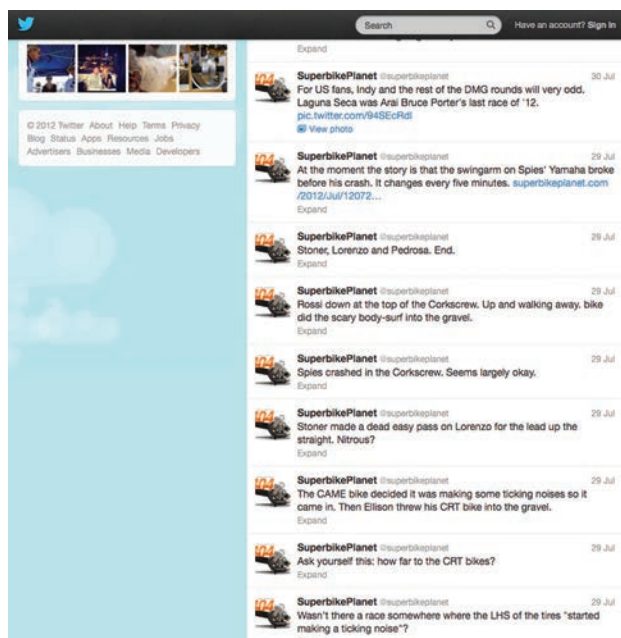 Search
Have an account? Sign in
Expand
© 2012 Twitter About Help Terms Privacy
Blog Status Apps Resources Jobs
Advertisers Businesses Media Developers
SuperbikePlanet @superbikeplanet 30 Jul
For US fans, Indy and the rest of the DMG rounds will very odd.
Laguna Seca was Arai Bruce Porter's last race of '12.
pic.twitter.com/94SEcRdl
View photo
SuperbikePlanet @superbikeplanet 29 Jul
At the moment the story is that the swingarm on Spies' Yamaha broke
before his crash. It changes every five minutes. superbikeplanet.com
/2012/Jul/12072…
Expand
SuperbikePlanet @superbikeplanet 29 Jul
Stoner, Lorenzo and Pedrosa. End.
Expand
SuperbikePlanet @superbikeplanet 29 Jul
Rossi down at the top of the Corkscrew. Up and walking away. bike
did the scary body-surf into the gravel.
Expand
SuperbikePlanet @superbikeplanet 29 Jul
Spies crashed in the Corkscrew. Seems largely okay.
Expand
SuperbikePlanet @superbikeplanet 29 Jul
Stoner made a dead easy pass on Lorenzo for the lead up the
straight. Nitrous?
Expand
SuperbikePlanet @superbikeplanet 29 Jul
The CAME bike decided it was making some ticking noises so it
came in. Then Ellison threw his CRT bike into the gravel.
Expand
SuperbikePlanet @superbikeplanet 29 Jul
Ask yourself this: how far to the CRT bikes?
Expand
SuperbikePlanet @superbikeplanet 29 Jul
Wasn't there a race somewhere where the LHS of the tires "started
making a ticking noise"?